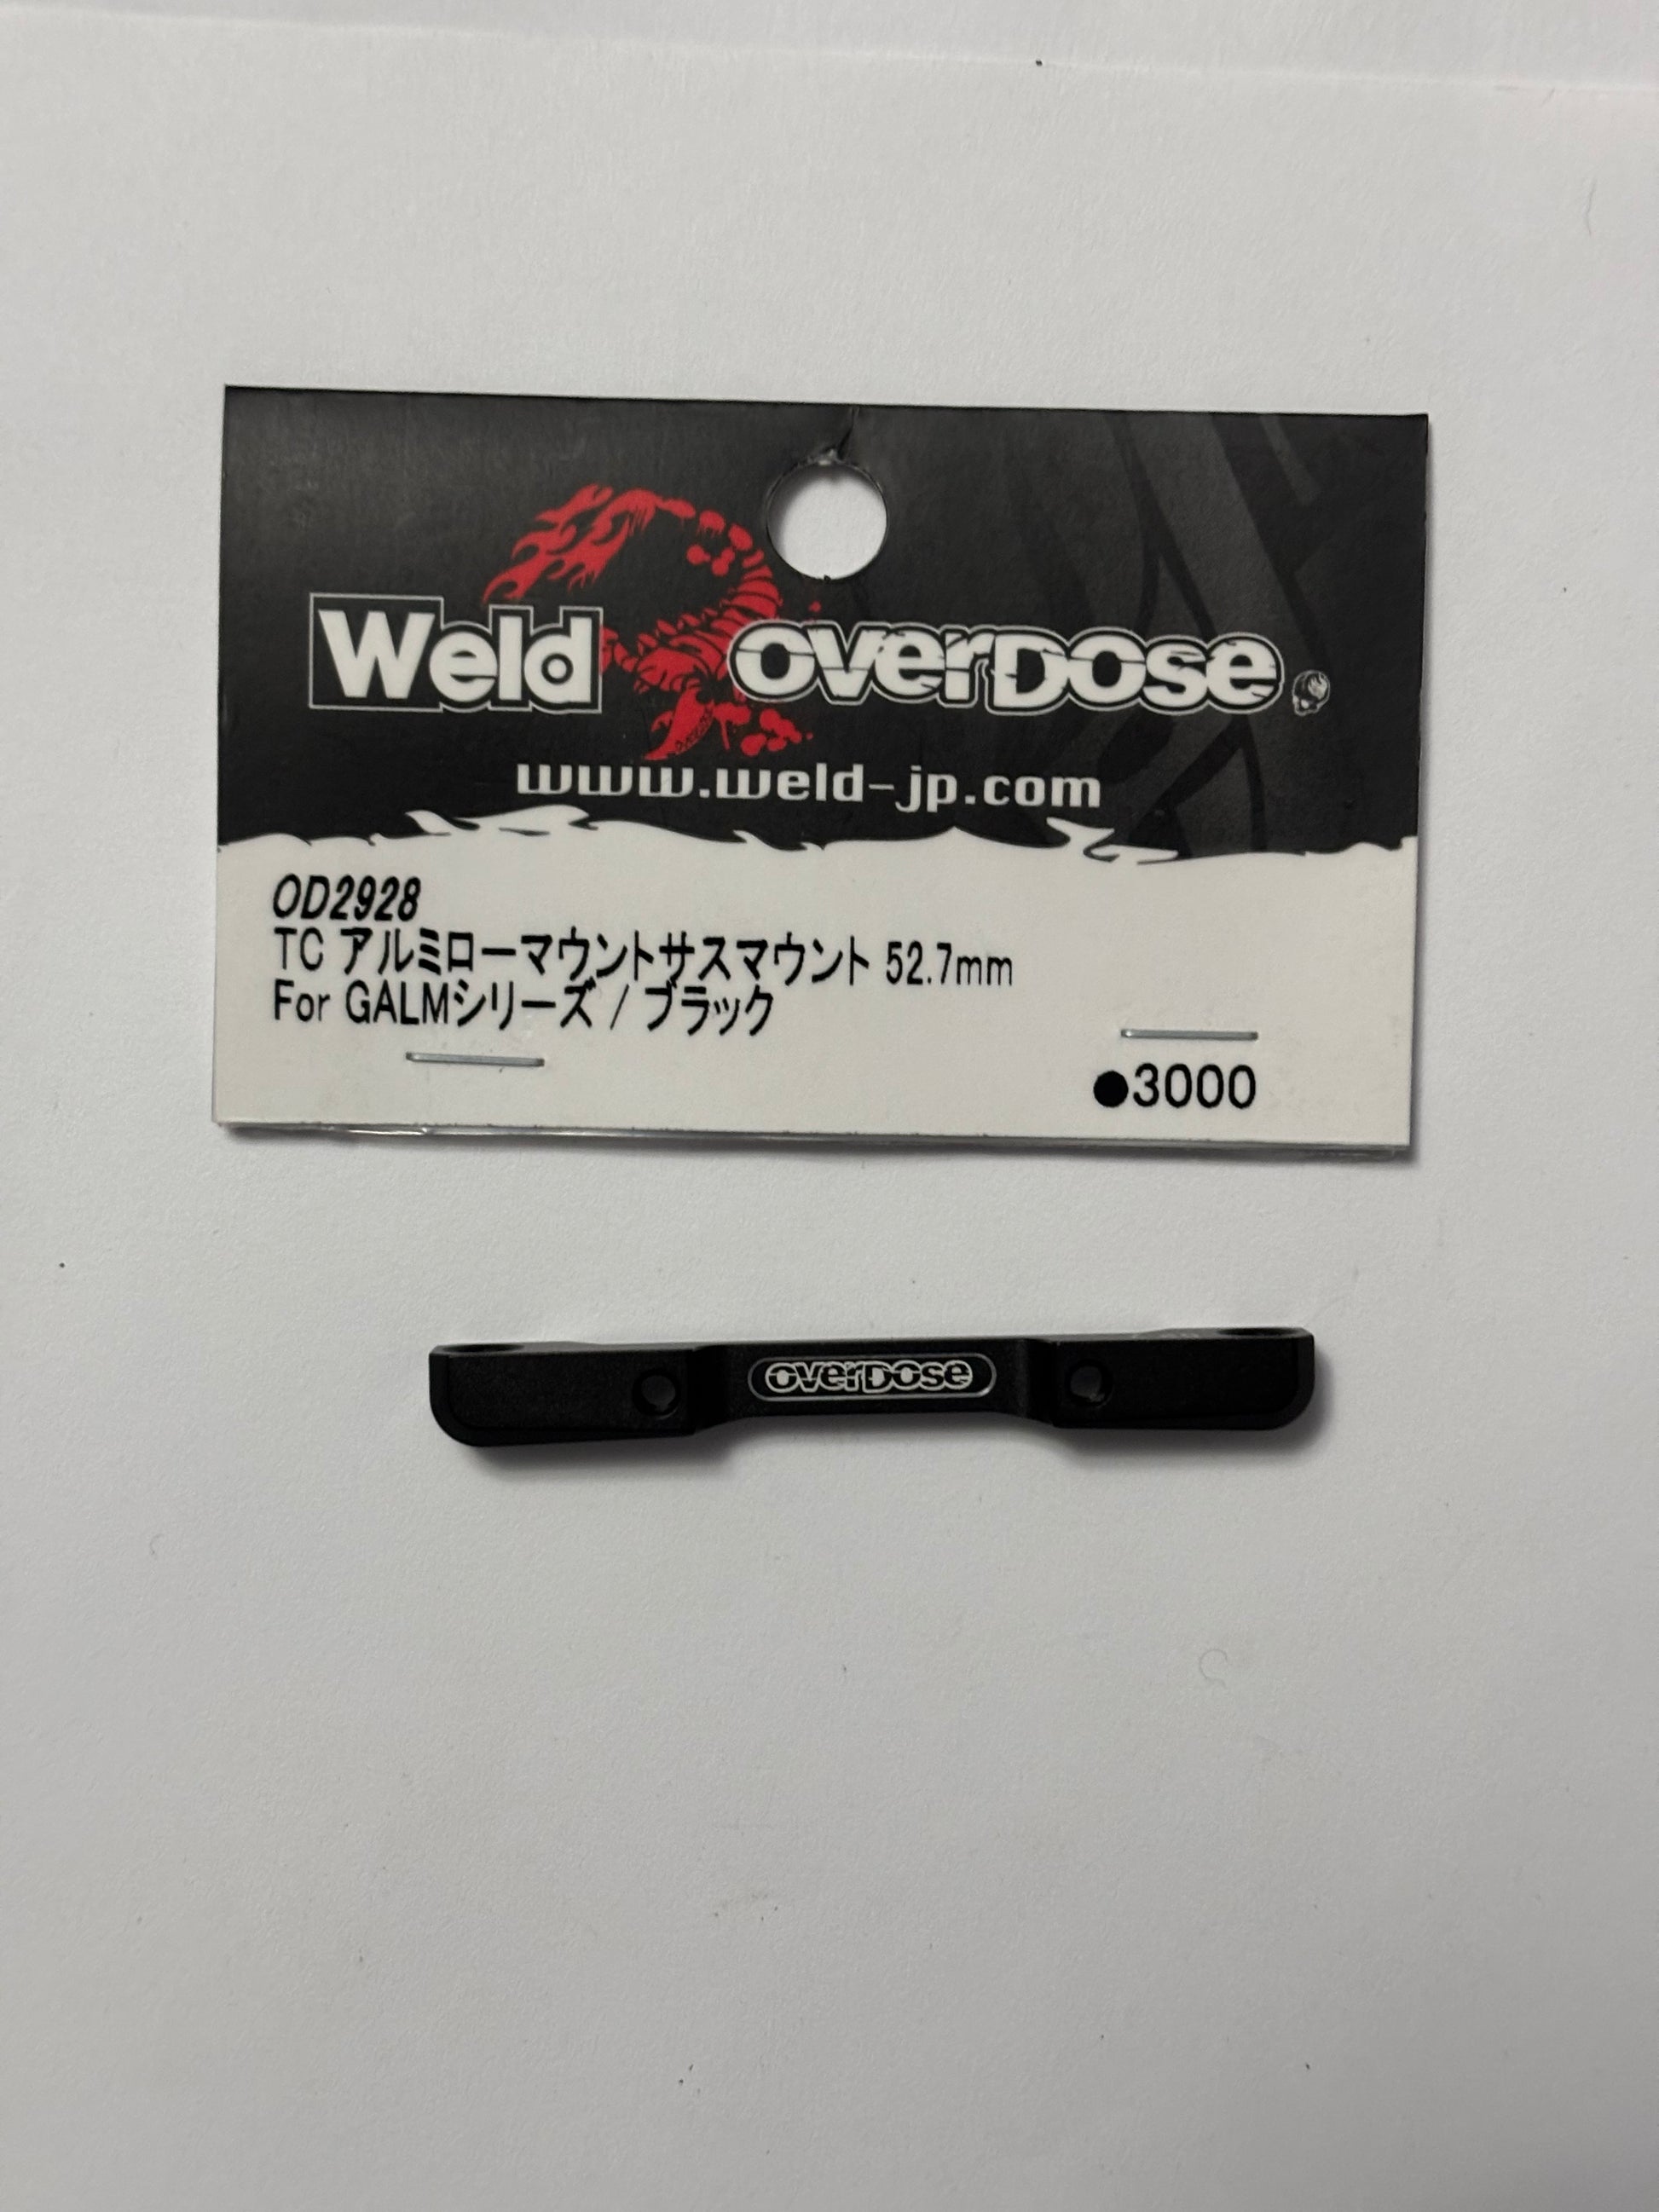 Weld OVERDOSE
www.weld-jp.com
OD2928
TC アルミローマウントサスマウント 52.7mm
For GALMシリーズ / ブラック
●3000
OVERDOSE